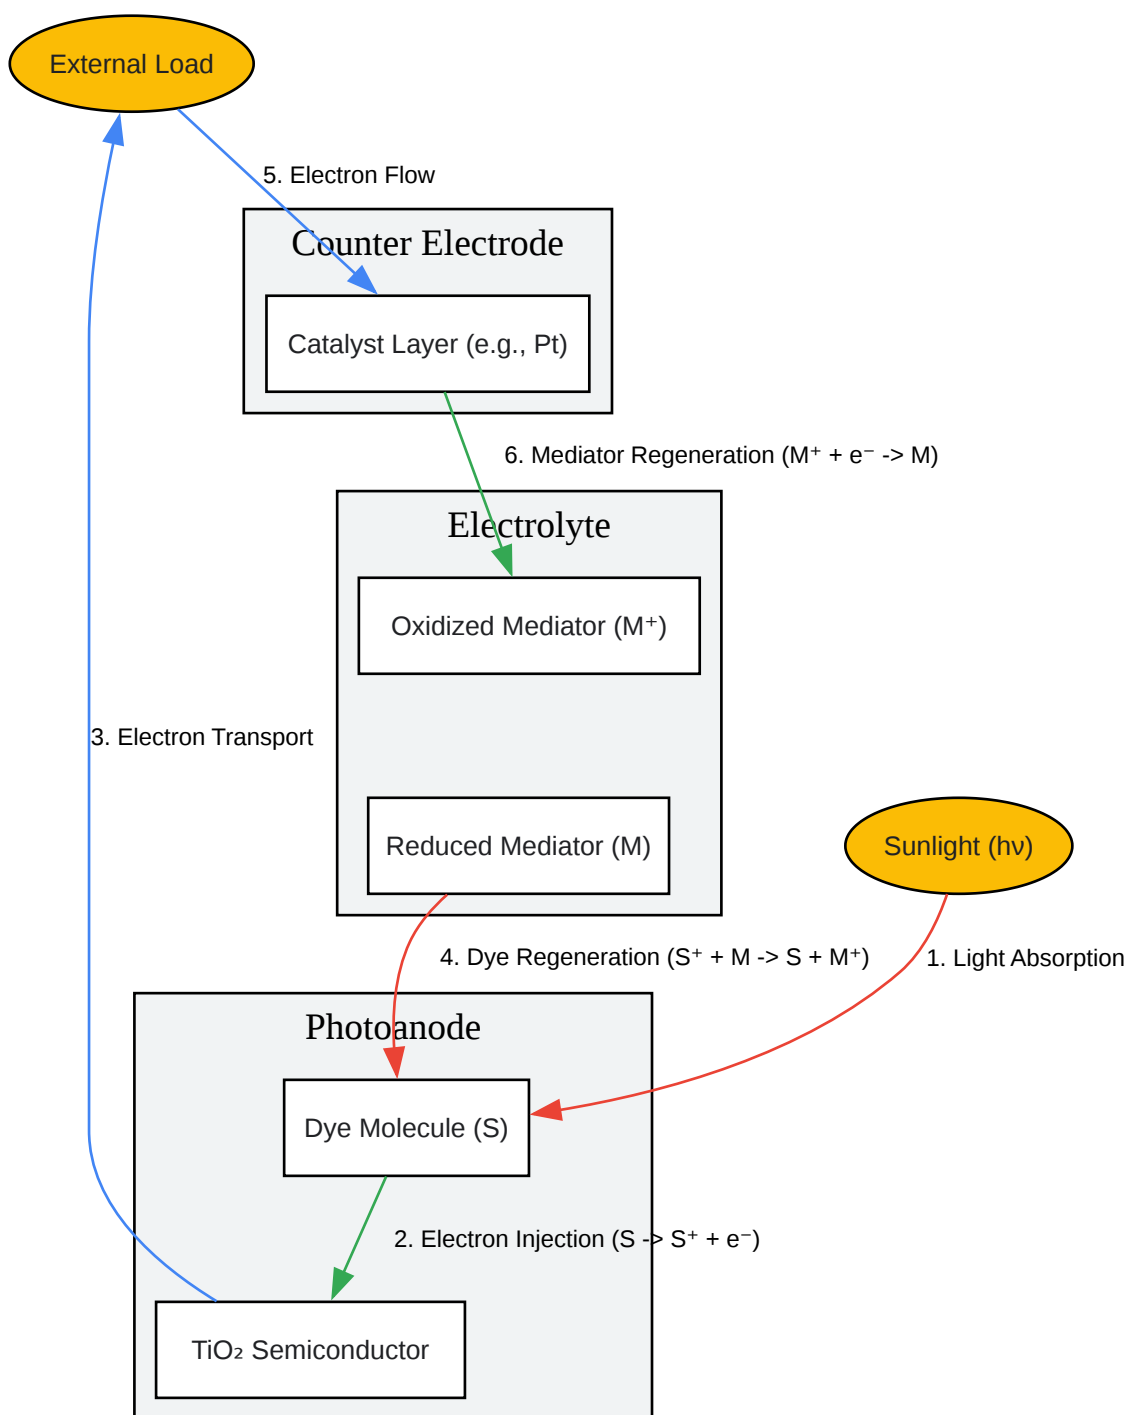 External Load
5. Electron Flow
Counter Electrode
Catalyst Layer (e.g., Pt)
6. Mediator Regeneration (M⁺ + e⁻ -> M)
Electrolyte
Oxidized Mediator (M⁺)
3. Electron Transport
Reduced Mediator (M)
Sunlight (hν)
4. Dye Regeneration (S⁺ + M -> S + M⁺)
1. Light Absorption
Photoanode
Dye Molecule (S)
2. Electron Injection (S -> S⁺ + e⁻)
TiO₂ Semiconductor